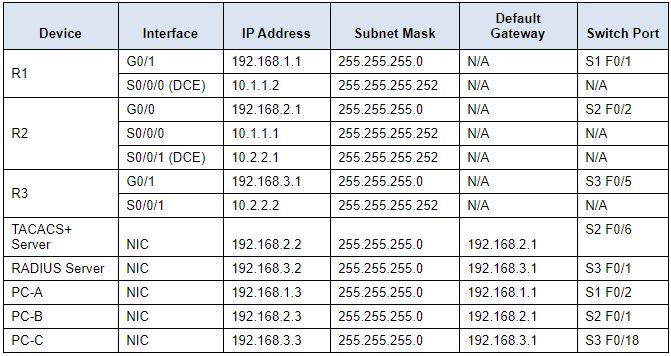 Device Interface IP Address Subnet Mask Default Gateway Switch Port
R1 G0/1 192.168.1.1 255.255.255.0 N/A S1 F0/1
S0/0/0 (DCE) 10.1.1.2 255.255.255.252 N/A N/A
R2 G0/0 192.168.2.1 255.255.255.0 N/A S2 F0/2
S0/0/0 10.1.1.1 255.255.255.252 N/A N/A
S0/0/1 (DCE) 10.2.2.1 255.255.255.252 N/A N/A
R3 G0/1 192.168.3.1 255.255.255.0 N/A S3 F0/5
S0/0/1 10.2.2.2 255.255.255.252 N/A N/A
TACACS+ Server NIC 192.168.2.2 255.255.255.0 192.168.2.1 S2 F0/6
RADIUS Server NIC 192.168.3.2 255.255.255.0 192.168.3.1 S3 F0/1
PC-A NIC 192.168.1.3 255.255.255.0 192.168.1.1 S1 F0/2
PC-B NIC 192.168.2.3 255.255.255.0 192.168.2.1 S2 F0/1
PC-C NIC 192.168.3.3 255.255.255.0 192.168.3.1 S3 F0/18